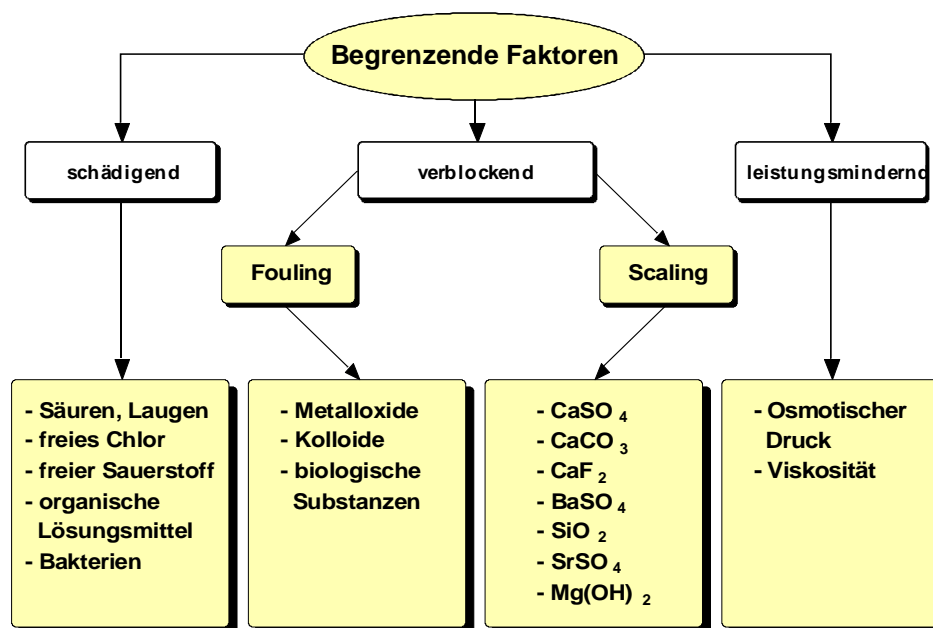 Begrenzende Faktoren
schädigend
verblockend
leistungsmindernd
Fouling
Scaling
- Säuren, Laugen
- freies Chlor
- freier Sauerstoff
- organische
Lösungsmittel
- Bakterien
- Metalloxide
- Kolloide
- biologische
Substanzen
- CaSO 4
- CaCO 3
- CaF 2
- BaSO 4
- SiO 2
- SrSO 4
- Mg(OH) 2
- Osmotischer
Druck
- Viskosität